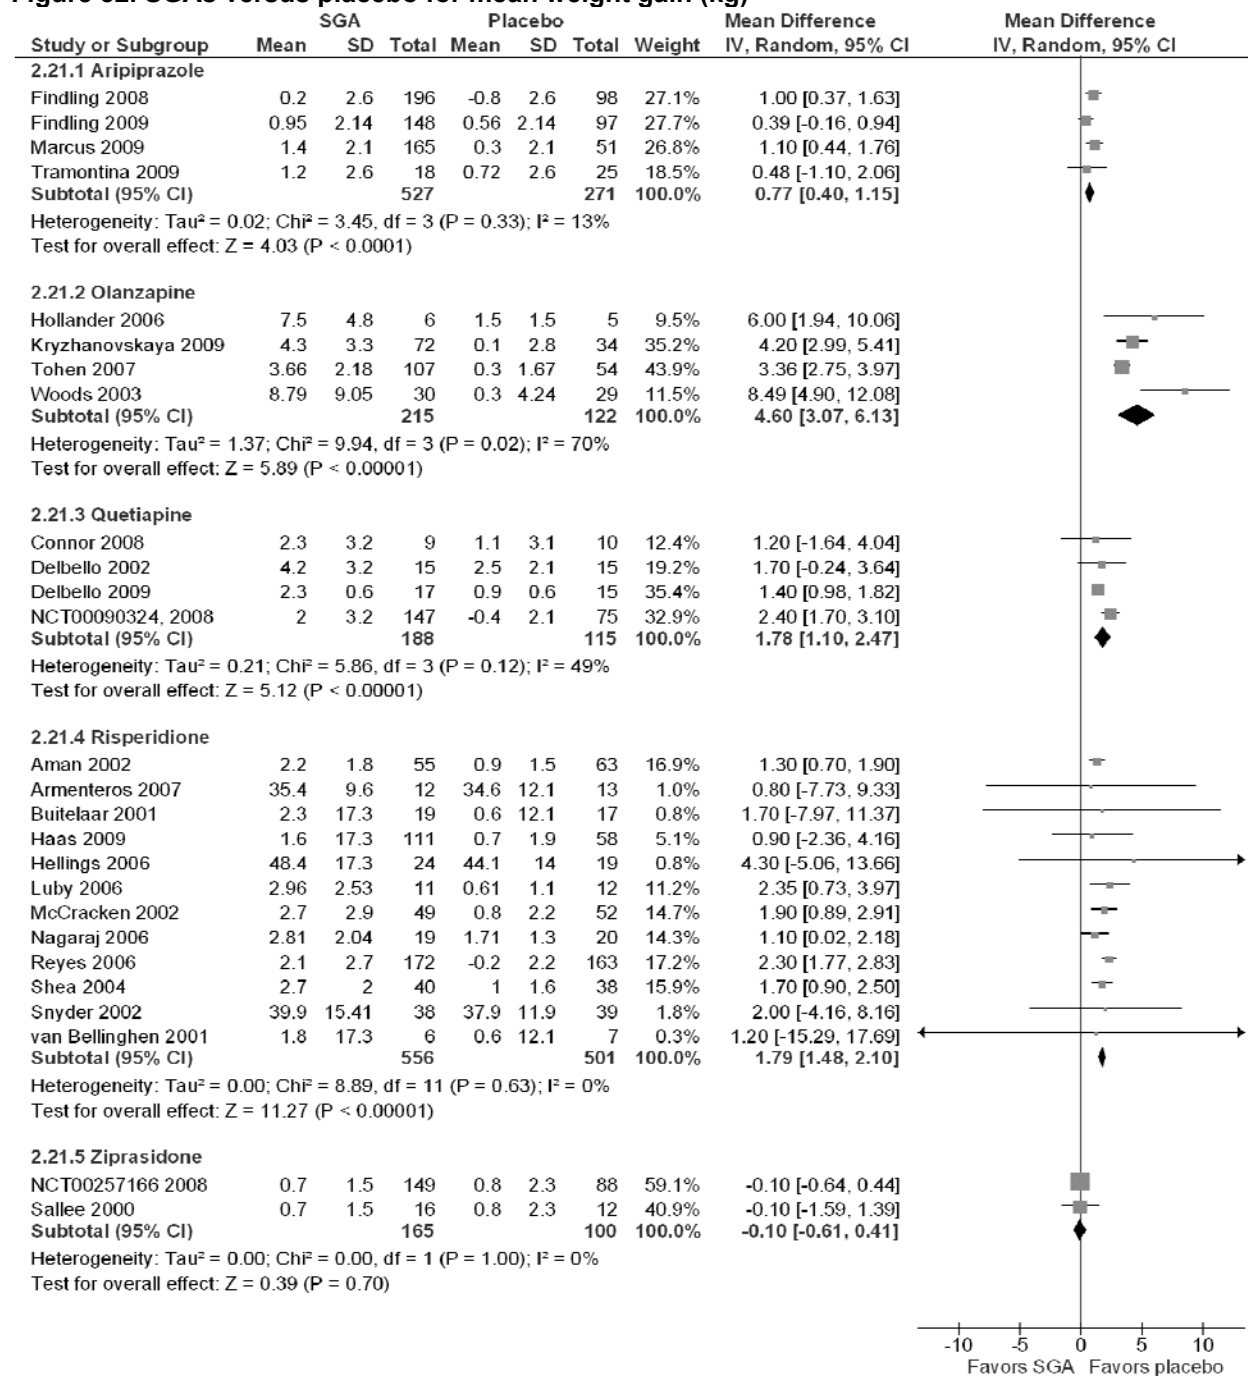 Figure 32. SGAs versus placebo for mean weight gain (kg)
SGA Placebo Mean Difference Mean Difference
Study or Subgroup Mean SD Total Mean SD Total Weight IV, Random, 95% CI IV, Random, 95% CI
2.21.1 Aripiprazole
Findling 2008 0.2 2.6 196 -0.8 2.6 98 27.1% 1.00 [0.37, 1.63]
Findling 2009 0.95 2.14 148 0.56 2.14 97 27.7% 0.39 [-0.16, 0.94]
Marcus 2009 1.4 2.1 165 0.3 2.1 51 26.8% 1.10 [0.44, 1.76]
Tramontina 2009 1.2 2.6 18 0.72 2.6 25 18.5% 0.48 [-1.10, 2.06]
Subtotal (95% CI) 527 271 100.0% 0.77 [0.40, 1.15]
Heterogeneity: Tau² = 0.02; Chi² = 3.45, df = 3 (P = 0.33); I² = 13%
Test for overall effect: Z = 4.03 (P < 0.0001)
2.21.2 Olanzapine
Hollander 2006 7.5 4.8 6 1.5 1.5 5 9.5% 6.00 [1.94, 10.06]
Kryzhanovskaya 2009 4.3 3.3 72 0.1 2.8 34 35.2% 4.20 [2.99, 5.41]
Tohen 2007 3.66 2.18 107 0.3 1.67 54 43.9% 3.36 [2.75, 3.97]
Woods 2003 8.79 9.05 30 0.3 4.24 29 11.5% 8.49 [4.90, 12.08]
Subtotal (95% CI) 215 122 100.0% 4.60 [3.07, 6.13]
Heterogeneity: Tau² = 1.37; Chi² = 9.94, df = 3 (P = 0.02); I² = 70%
Test for overall effect: Z = 5.89 (P < 0.00001)
2.21.3 Quetiapine
Connor 2008 2.3 3.2 9 1.1 3.1 10 12.4% 1.20 [-1.64, 4.04]
Delbello 2002 4.2 3.2 15 2.5 2.1 15 19.2% 1.70 [-0.24, 3.64]
Delbello 2009 2.3 0.6 17 0.9 0.6 15 35.4% 1.40 [0.98, 1.82]
NCT00090324, 2008 2 3.2 147 -0.4 2.1 75 32.9% 2.40 [1.70, 3.10]
Subtotal (95% CI) 188 115 100.0% 1.78 [1.10, 2.47]
Heterogeneity: Tau² = 0.21; Chi² = 5.86, df = 3 (P = 0.12); I² = 49%
Test for overall effect: Z = 5.12 (P < 0.00001)
2.21.4 Risperidione
Aman 2002 2.2 1.8 55 0.9 1.5 63 16.9% 1.30 [0.70, 1.90]
Armenteros 2007 35.4 9.6 12 34.6 12.1 13 1.0% 0.80 [-7.73, 9.33]
Buitelaar 2001 2.3 17.3 19 0.6 12.1 17 0.8% 1.70 [-7.97, 11.37]
Haas 2009 1.6 17.3 111 0.7 1.9 58 5.1% 0.90 [-2.36, 4.16]
Hellings 2006 48.4 17.3 24 44.1 14 19 0.8% 4.30 [-5.06, 13.66]
Luby 2006 2.96 2.53 11 0.61 1.1 12 11.2% 2.35 [0.73, 3.97]
McCracken 2002 2.7 2.9 49 0.8 2.2 52 14.7% 1.90 [0.89, 2.91]
Nagaraj 2006 2.81 2.04 19 1.71 1.3 20 14.3% 1.10 [0.02, 2.18]
Reyes 2006 2.1 2.7 172 -0.2 2.2 163 17.2% 2.30 [1.77, 2.83]
Shea 2004 2.7 2 40 1 1.6 38 15.9% 1.70 [0.90, 2.50]
Snyder 2002 39.9 15.41 38 37.9 11.9 39 1.8% 2.00 [-4.16, 8.16]
van Bellinghen 2001 1.8 17.3 6 0.6 12.1 7 0.3% 1.20 [-15.29, 17.69]
Subtotal (95% CI) 556 501 100.0% 1.79 [1.48, 2.10]
Heterogeneity: Tau² = 0.00; Chi² = 8.89, df = 11 (P = 0.63); I² = 0%
Test for overall effect: Z = 11.27 (P < 0.00001)
2.21.5 Ziprasidone
NCT00257166 2008 0.7 1.5 149 0.8 2.3 88 59.1% -0.10 [-0.64, 0.44]
Sallee 2000 0.7 1.5 16 0.8 2.3 12 40.9% -0.10 [-1.59, 1.39]
Subtotal (95% CI) 165 100 100.0% -0.10 [-0.61, 0.41]
Heterogeneity: Tau² = 0.00; Chi² = 0.00, df = 1 (P = 1.00); I² = 0%
Test for overall effect: Z = 0.39 (P = 0.70)
-10 -5 0 5 10
Favors SGA Favors placebo